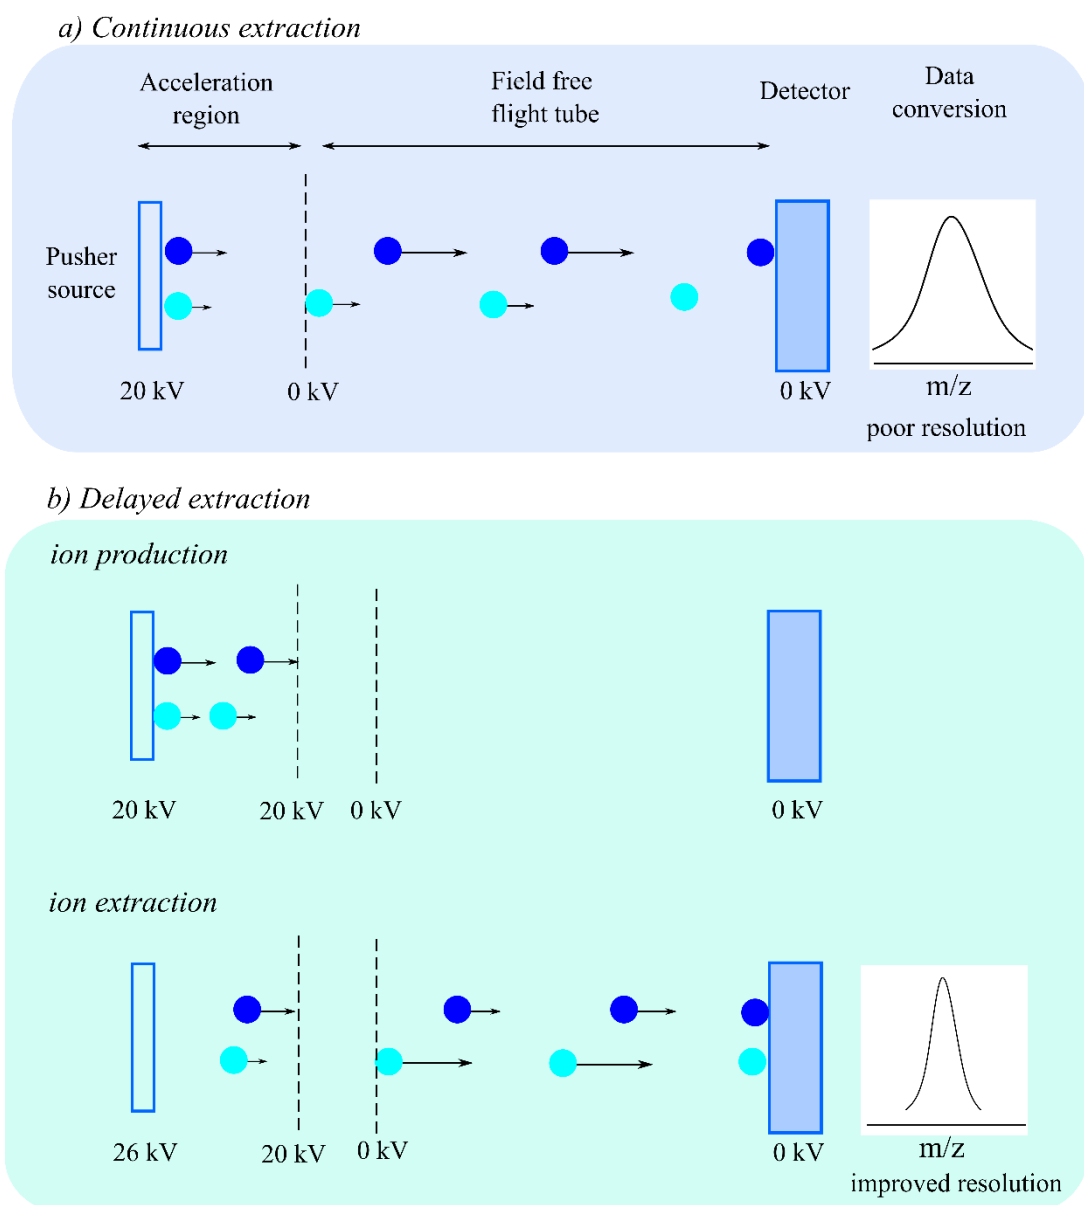 a) Continuous extraction
Acceleration
region
Field free
flight tube
Detector
Data
conversion
Pusher
source
20 kV
0 kV
0 kV
m/z
poor resolution
b) Delayed extraction
ion production
20 kV
20 kV
0 kV
0 kV
ion extraction
26 kV
20 kV
0 kV
0 kV
m/z
improved resolution